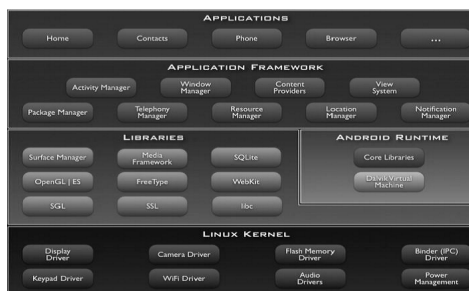 APPLICATIONS
Home Contacts Phone Browser ...
APPLICATION FRAMEWORK
Activity Manager Window Manager Content Providers View System
Package Manager Telephony Manager Resource Manager Location Manager Notification Manager
LIBRARIES ANDROID RUNTIME
Surface Manager Media Framework SQLite Core Libraries
OpenGL | ES FreeType WebKit Dalvik Virtual Machine
SGL SSL libc
LINUX KERNEL
Display Driver Camera Driver Flash Memory Driver Binder (IPC) Driver
Keypad Driver WiFi Driver Audio Drivers Power Management